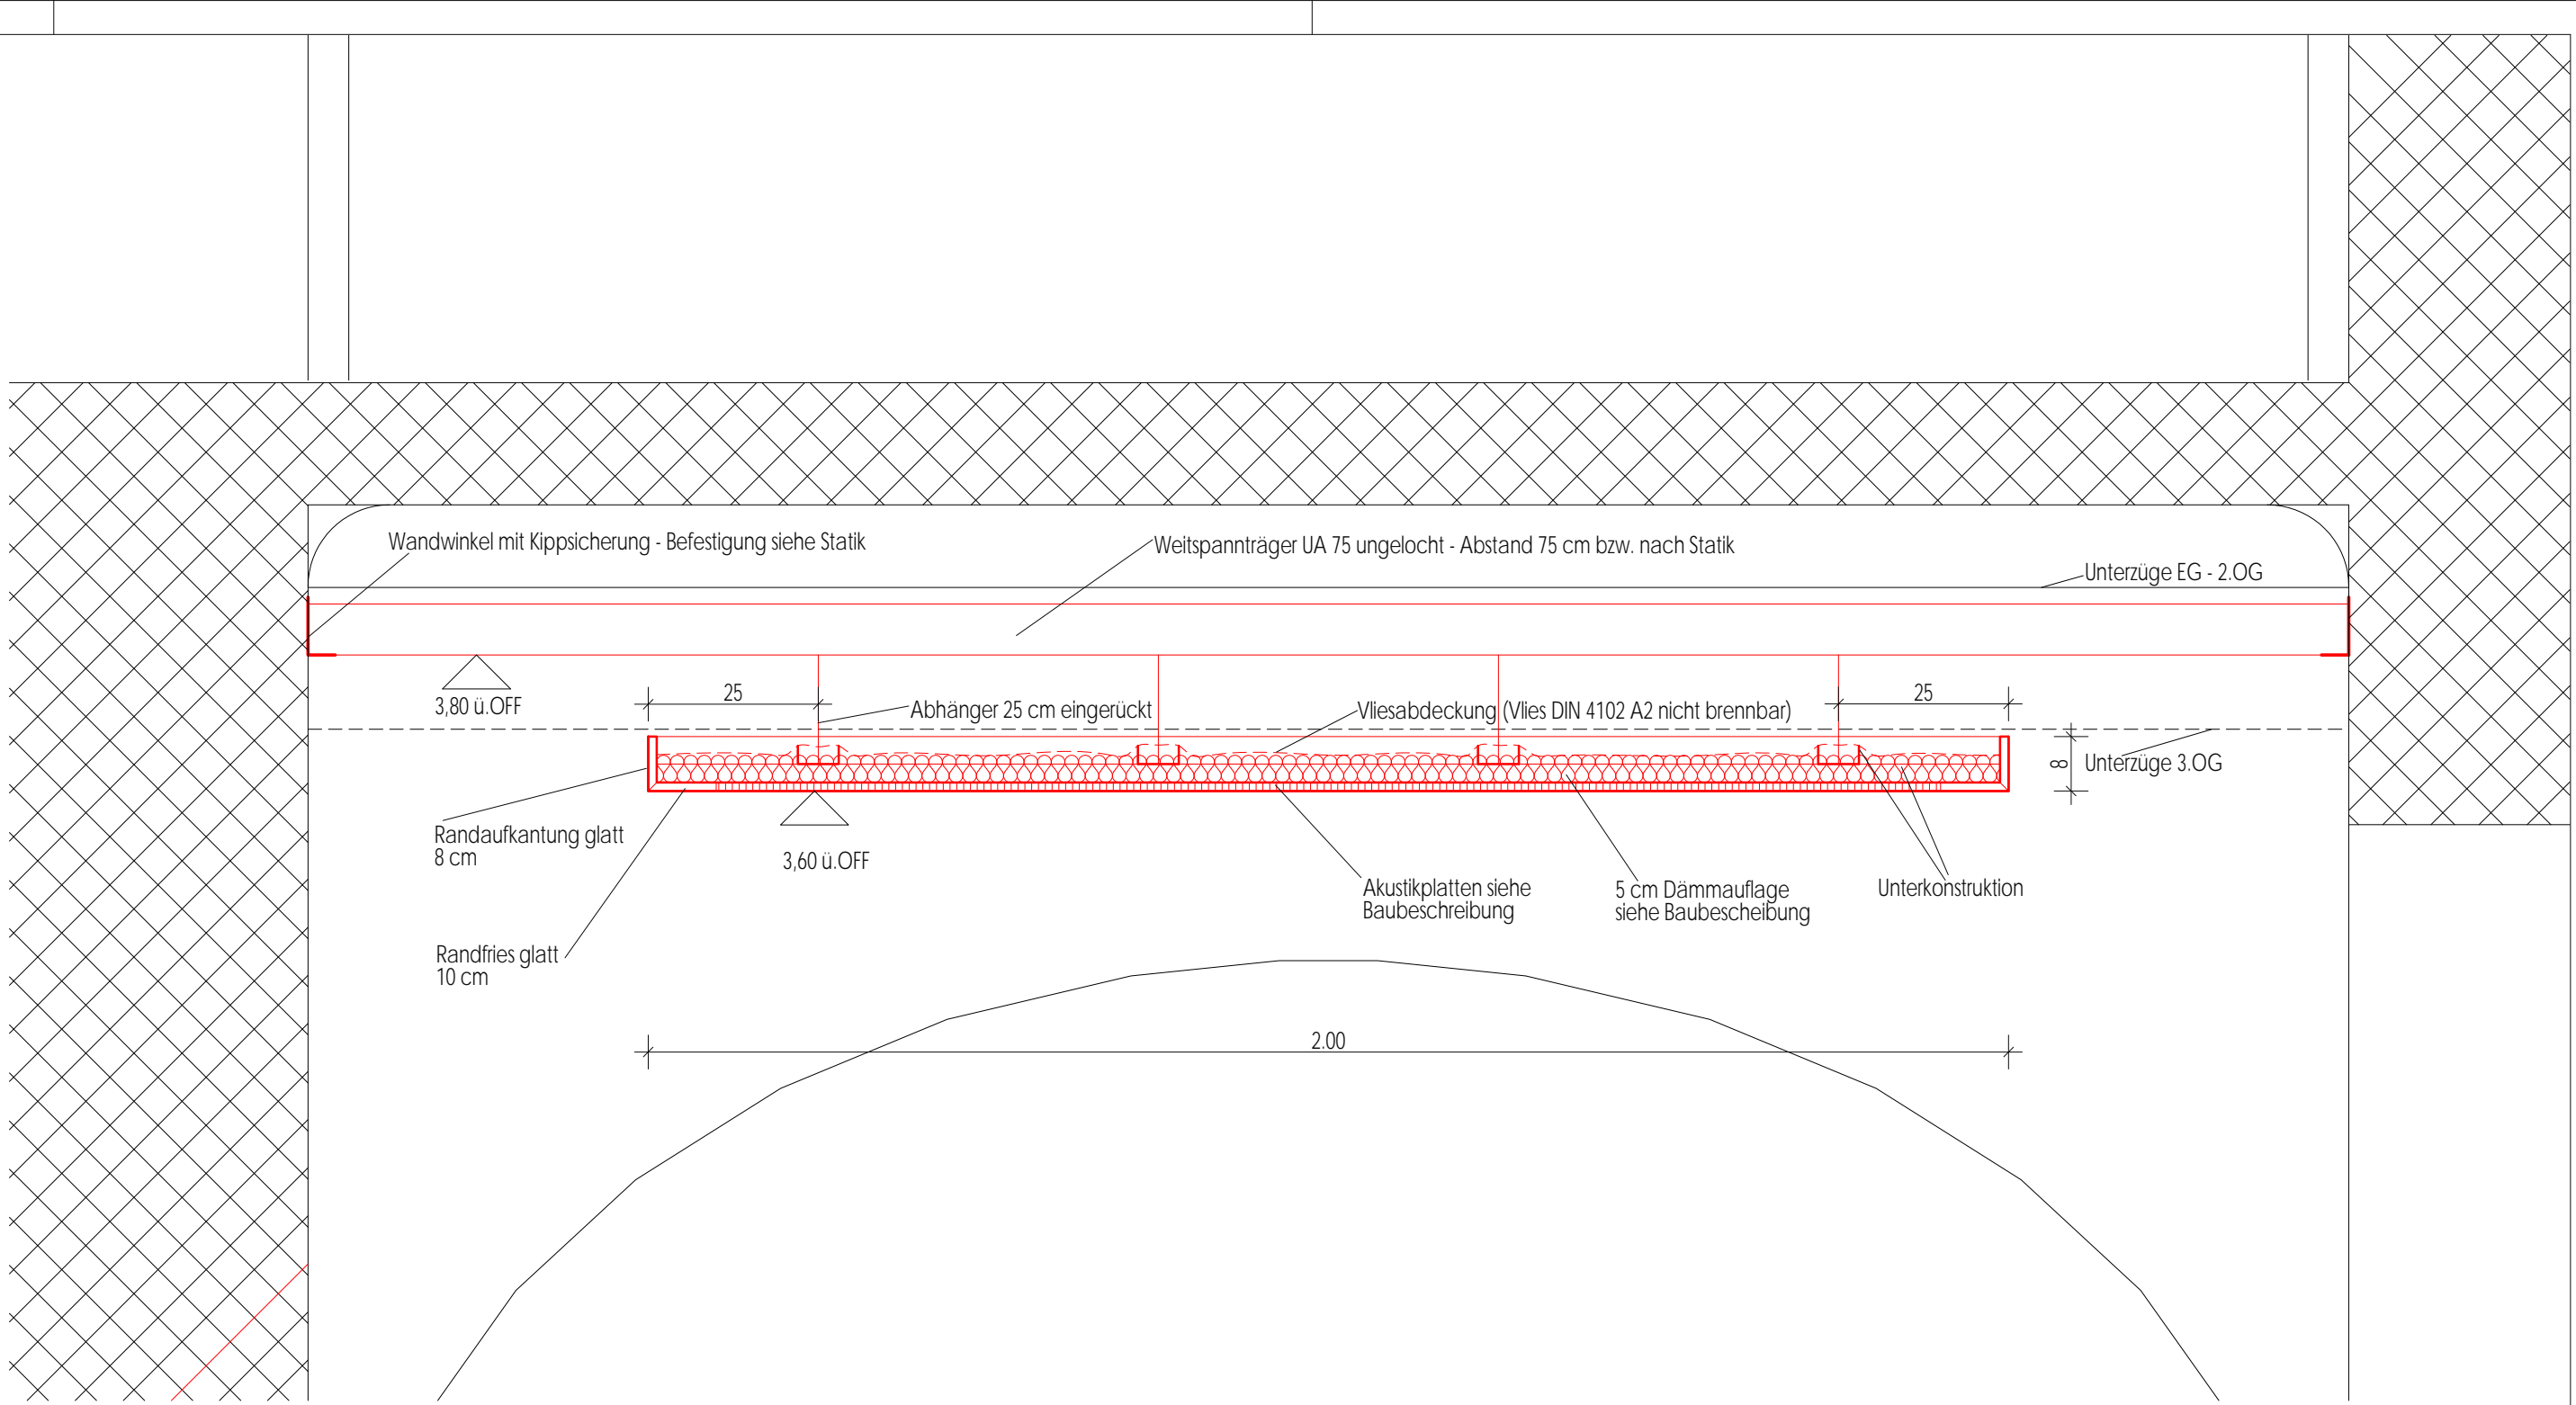 Wandwinkel mit Kippsicherung - Befestigung siehe Statik
Weitspannträger UA 75 ungelocht - Abstand 75 cm bzw. nach Statik
Unterzüge EG - 2.OG
3,80 ü.OFF
25
Abhänger 25 cm eingerückt
Vliesabdeckung (Vlies DIN 4102 A2 nicht brennbar)
25
8
Unterzüge 3.OG
Randaufkantung glatt
8 cm
3,60 ü.OFF
Akustikplatten siehe
Baubeschreibung
5 cm Dämmauflage
siehe Baubescheibung
Unterkonstruktion
Randfries glatt
10 cm
2.00